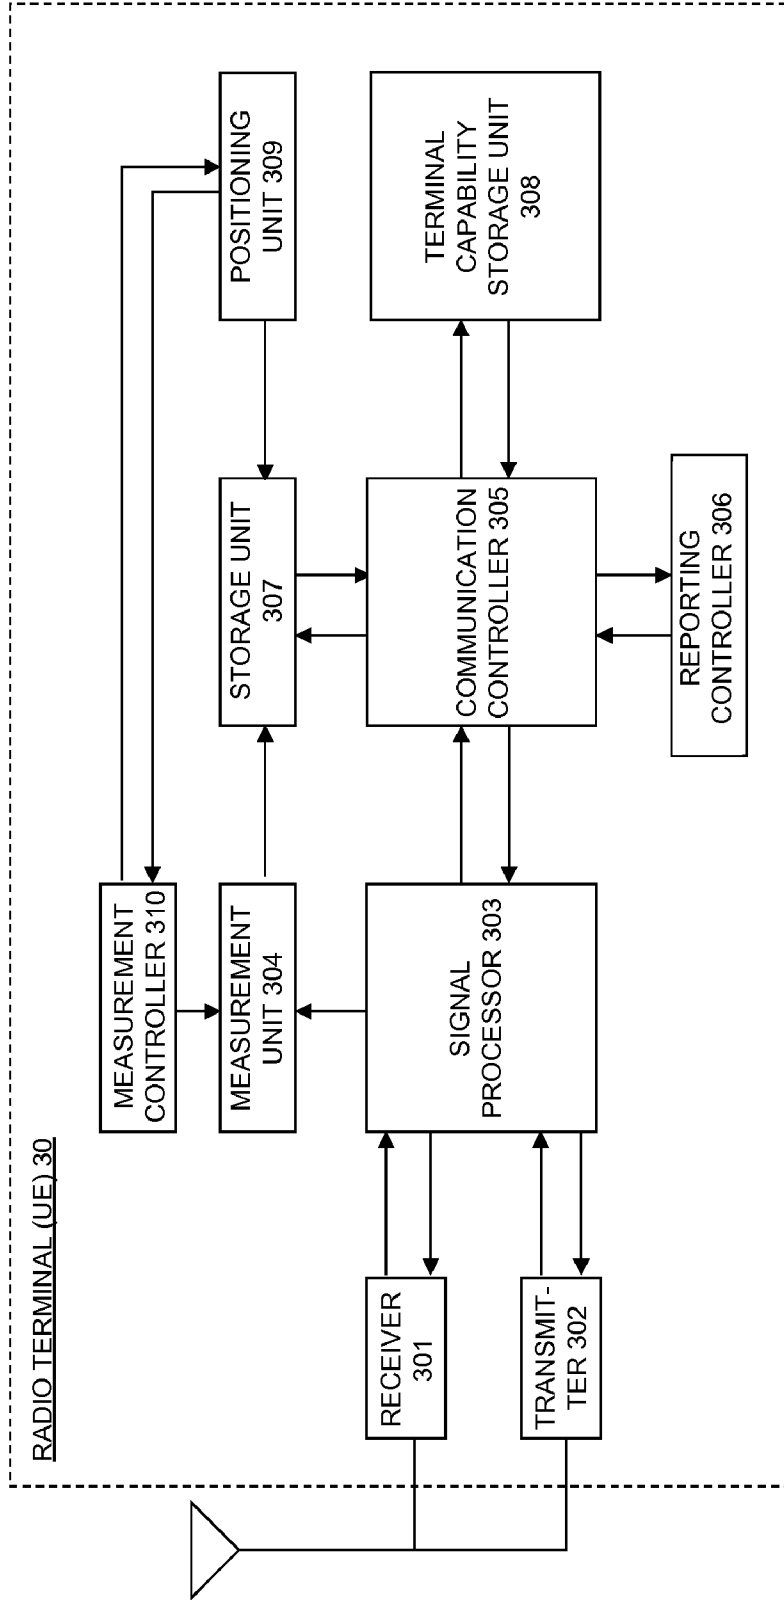 RADIO TERMINAL (UE) 30
MEASUREMENT
CONTROLLER 310
MEASUREMENT
UNIT 304
STORAGE UNIT
307
POSITIONING
UNIT 309
RECEIVER
301
SIGNAL
PROCESSOR 303
COMMUNICATION
CONTROLLER 305
TERMINAL
CAPABILITY
STORAGE UNIT
308
TRANSMIT-
TER 302
REPORTING
CONTROLLER 306